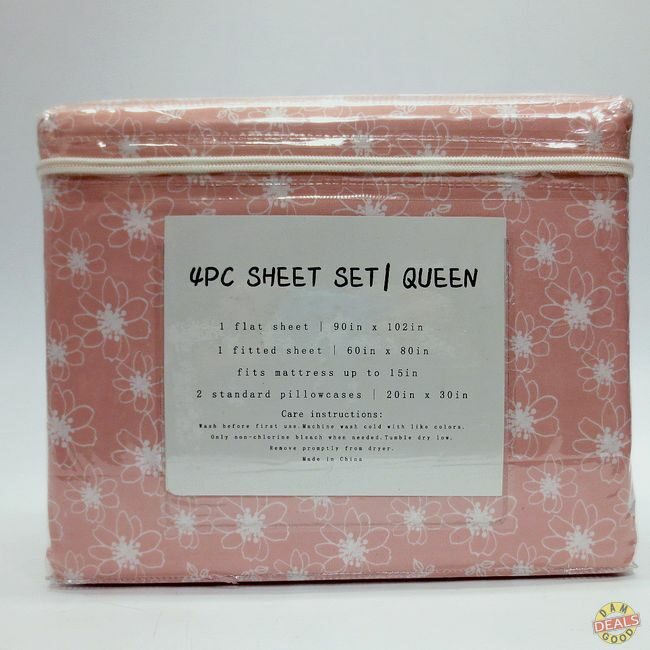 4PC SHEET SET| QUEEN
1 flat sheet | 90in x 102in
1 fitted sheet | 60in x 80in
fits mattress up to 15in
2 standard pillowcases | 20in x 30in
Care instructions:
Wash before first use.Machine wash cold with like colors.
Only non-chlorine bleach when needed.Tumble dry low.
Remove promptly from dryer.
Made in China
DAM
DEALS
GOOD